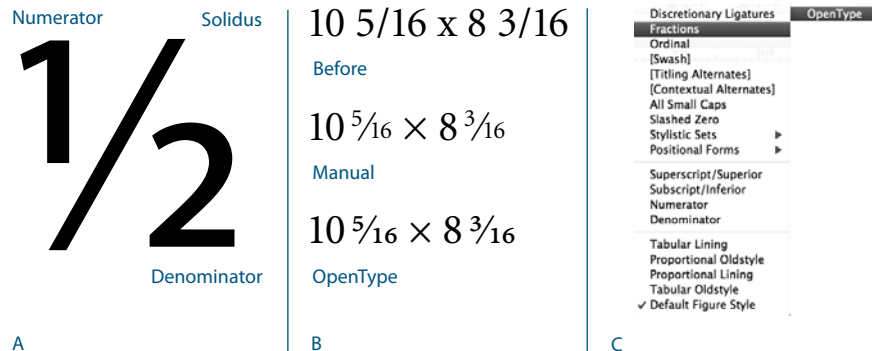 Numerator
Solidus
1/2
Denominator
A
10 5/16 x 8 3/16
Before
10 5/16 × 8 3/16
Manual
10 5/16 × 8 3/16
OpenType
B
OpenType
Discretionary Ligatures
Fractions
Ordinal
[Swash]
[Titling Alternates]
[Contextual Alternates]
All Small Caps
Slashed Zero
Stylistic Sets
Positional Forms
Superscript/Superior
Subscript/Inferior
Numerator
Denominator
Tabular Lining
Proportional Oldstyle
Proportional Lining
Tabular Oldstyle
✓ Default Figure Style
C